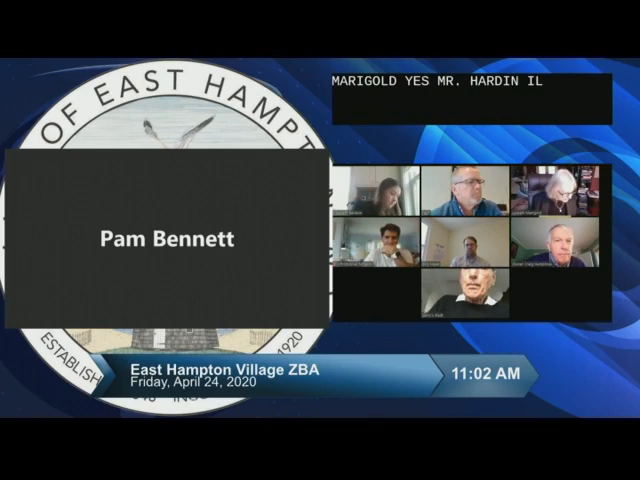 OF EAST HAMPT
MARIGOLD YES MR. HARDIN IL
Pam Bennett
ESTABLISH
1920
INC
East Hampton Village ZBA
Friday, April 24, 2020
11:02 AM